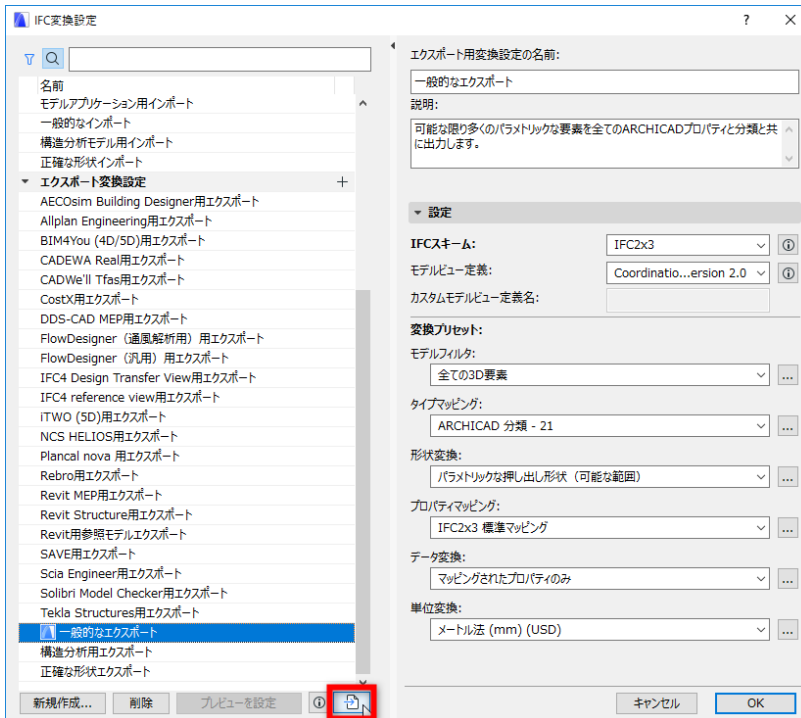 IFC変換設定
?
×
名前
モデルアプリケーション用インポート
一般的なインポート
構造分析モデル用インポート
正確な形状インポート
エクスポート変換設定
+
AECOsim Building Designer用エクスポート
Allplan Engineering用エクスポート
BIM4You (4D/5D)用エクスポート
CADEWA Real用エクスポート
CADWe'll Tfas用エクスポート
CostX用エクスポート
DDS-CAD MEP用エクスポート
FlowDesigner（通風解析用）用エクスポート
FlowDesigner（汎用）用エクスポート
IFC4 Design Transfer View用エクスポート
IFC4 reference view用エクスポート
iTWO (5D)用エクスポート
NCS HELIOS用エクスポート
Plancal nova 用エクスポート
Rebro用エクスポート
Revit MEP用エクスポート
Revit Structure用エクスポート
Revit用参照モデルエクスポート
SAVE用エクスポート
Scia Engineer用エクスポート
Solibri Model Checker用エクスポート
Tekla Structures用エクスポート
一般的なエクスポート
構造分析用エクスポート
正確な形状エクスポート
新規作成...
削除
プレビューを設定
エクスポート用変換設定の名前:
一般的なエクスポート
説明:
可能な限り多くのパラメトリックな要素を全てのARCHICADプロパティと分類と共
に出力します。
設定
IFCスキーム:
IFC2x3
モデルビュー定義:
Coordinatio...ersion 2.0
カスタムモデルビュー定義名:
変換プリセット:
モデルフィルタ:
全ての3D要素
...
タイプマッピング:
ARCHICAD 分類 - 21
...
形状変換:
パラメトリックな押し出し形状（可能な範囲）
...
プロパティマッピング:
IFC2x3 標準マッピング
...
データ変換:
マッピングされたプロパティのみ
...
単位変換:
メートル法 (mm) (USD)
...
キャンセル
OK